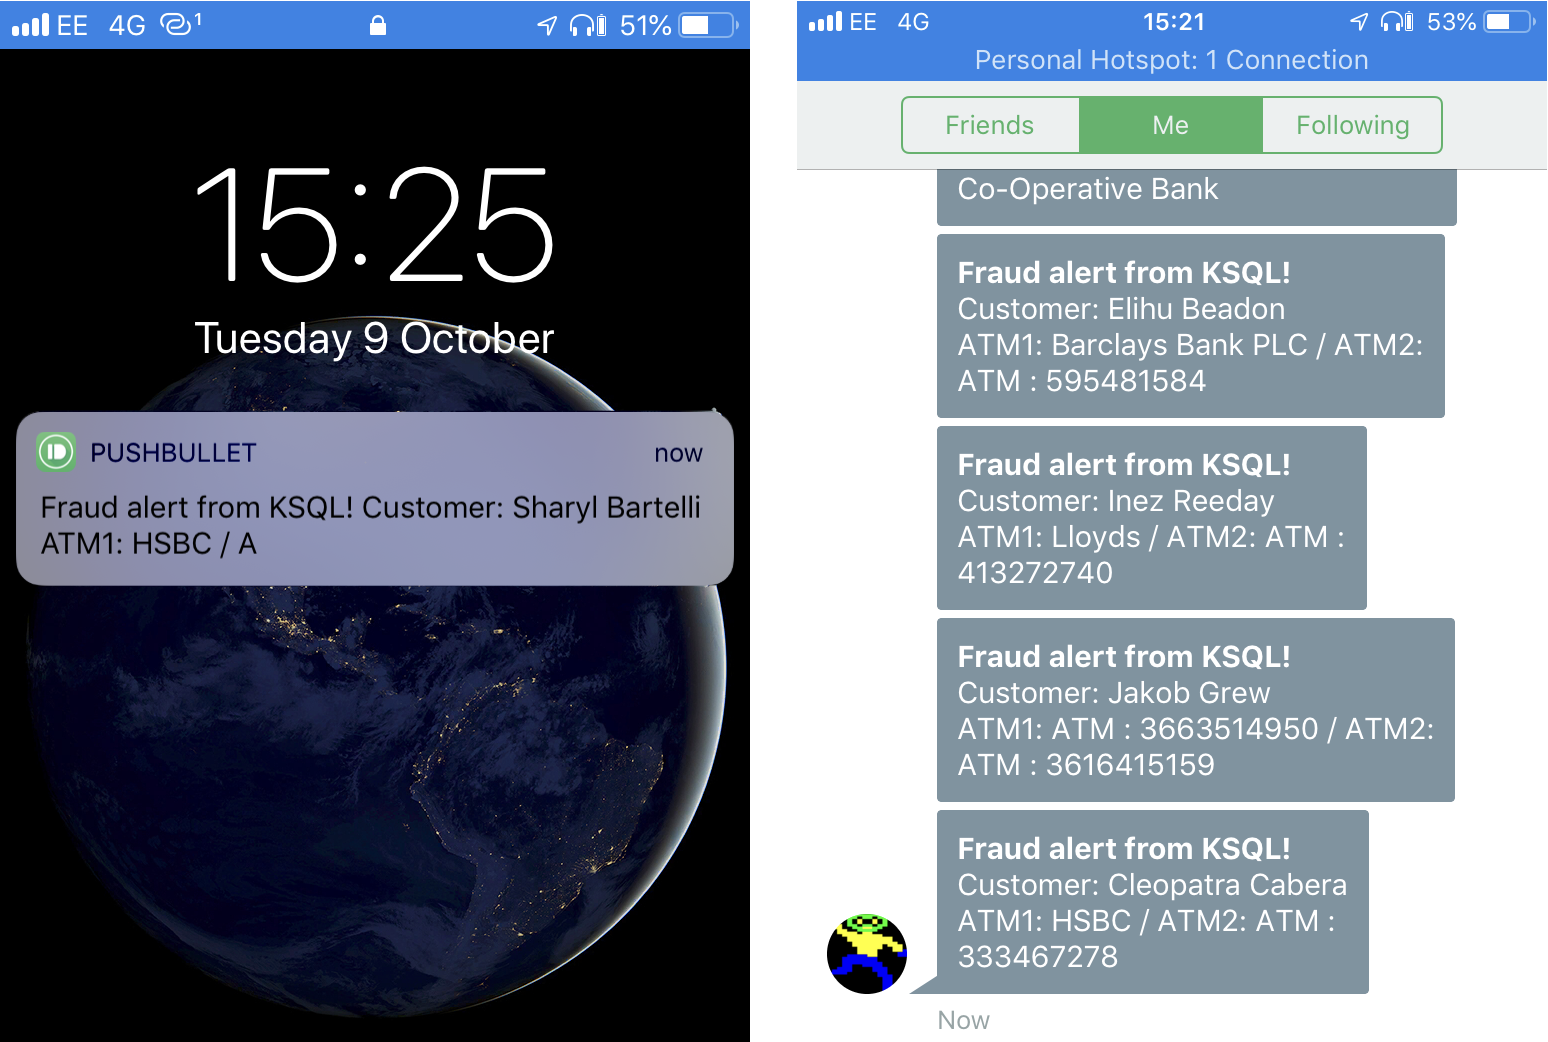 EE 4G 1 51%
15:25
Tuesday 9 October
PUSHBULLET now
Fraud alert from KSQL! Customer: Sharyl Bartelli
ATM1: HSBC / A
EE 4G 15:21 53%
Personal Hotspot: 1 Connection
Friends Me Following
Co-Operative Bank
Fraud alert from KSQL!
Customer: Elihu Beadon
ATM1: Barclays Bank PLC / ATM2:
ATM : 595481584
Fraud alert from KSQL!
Customer: Inez Reeday
ATM1: Lloyds / ATM2: ATM :
413272740
Fraud alert from KSQL!
Customer: Jakob Grew
ATM1: ATM : 3663514950 / ATM2:
ATM : 3616415159
Fraud alert from KSQL!
Customer: Cleopatra Cabera
ATM1: HSBC / ATM2: ATM :
333467278
Now